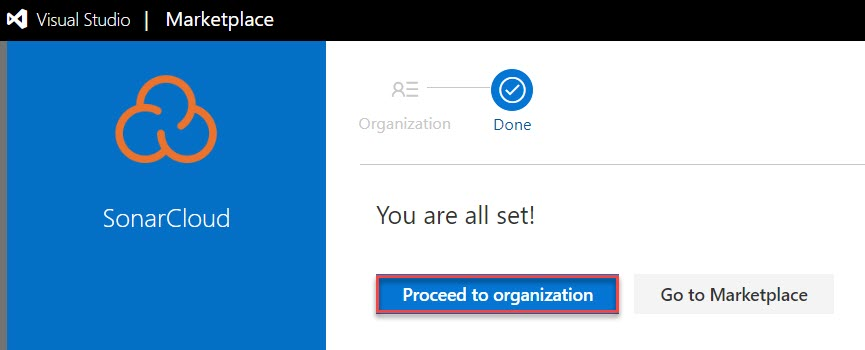 Visual Studio | Marketplace
SonarCloud
Organization
Done
You are all set!
Proceed to organization
Go to Marketplace